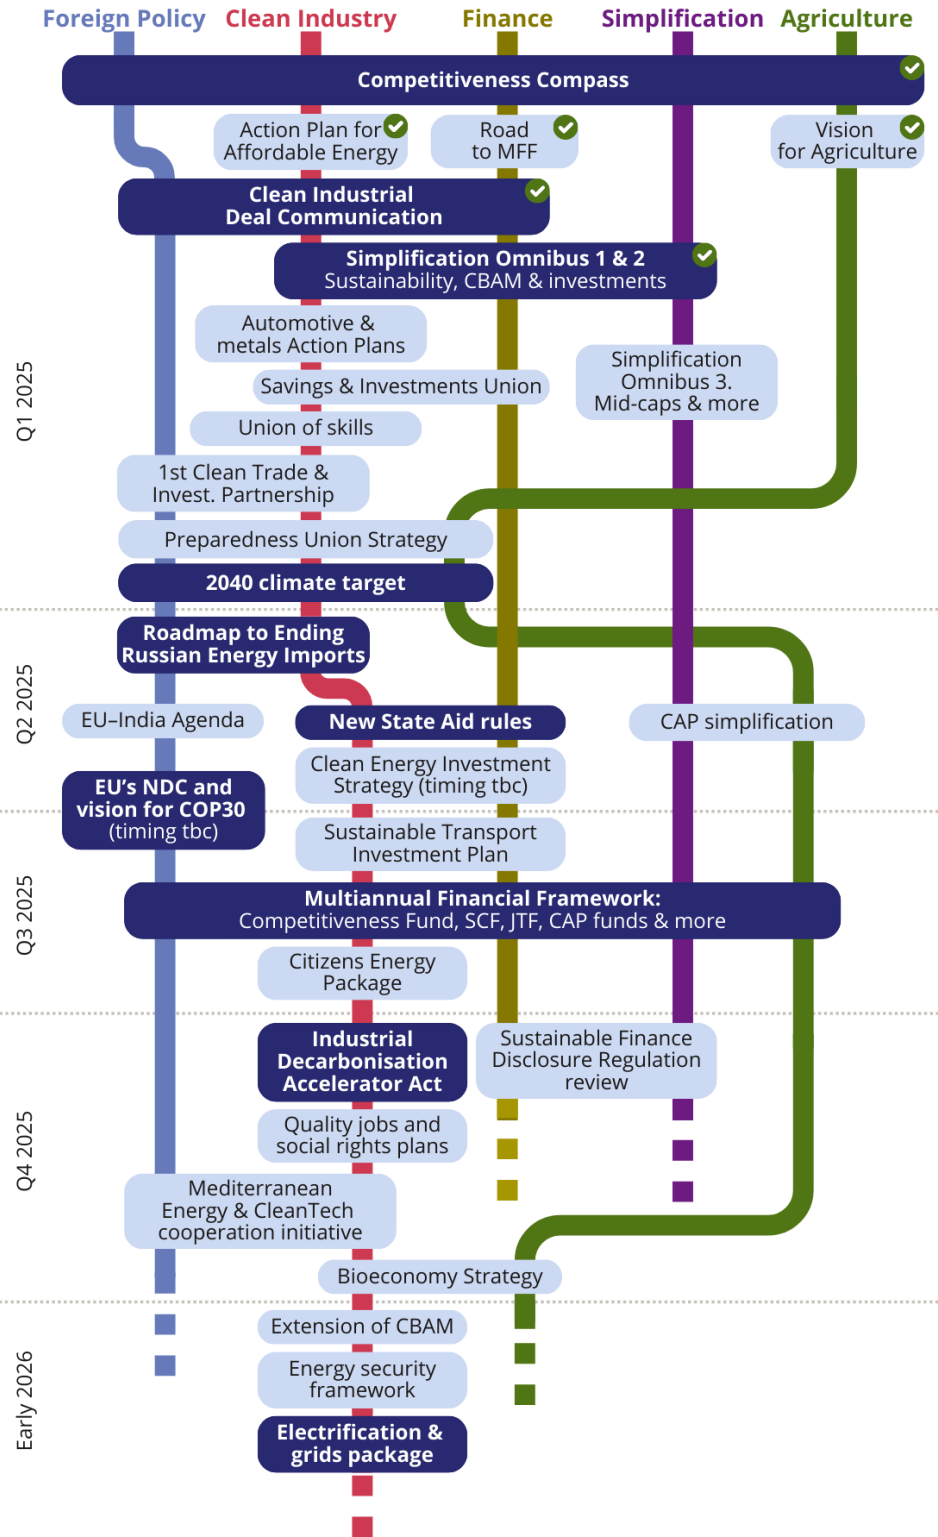 Foreign Policy
Clean Industry
Finance
Simplification
Agriculture
Competitiveness Compass
Action Plan for
Affordable Energy
Road
to MFF
Vision
for Agriculture
Clean Industrial
Deal Communication
Simplification Omnibus 1 & 2
Sustainability, CBAM & investments
Automotive &
metals Action Plans
Simplification
Omnibus 3.
Mid-caps & more
Q1 2025
Savings & Investments Union
Union of skills
1st Clean Trade &
Invest. Partnership
Preparedness Union Strategy
2040 climate target
Roadmap to Ending
Russian Energy Imports
Q2 2025
EU–India Agenda
New State Aid rules
CAP simplification
Clean Energy Investment
Strategy (timing tbc)
EU's NDC and
vision for COP30
(timing tbc)
Sustainable Transport
Investment Plan
Q3 2025
Multiannual Financial Framework:
Competitiveness Fund, SCF, JTF, CAP funds & more
Citizens Energy
Package
Industrial
Decarbonisation
Accelerator Act
Sustainable Finance
Disclosure Regulation
review
Q4 2025
Quality jobs and
social rights plans
Mediterranean
Energy & CleanTech
cooperation initiative
Bioeconomy Strategy
Early 2026
Extension of CBAM
Energy security
framework
Electrification &
grids package